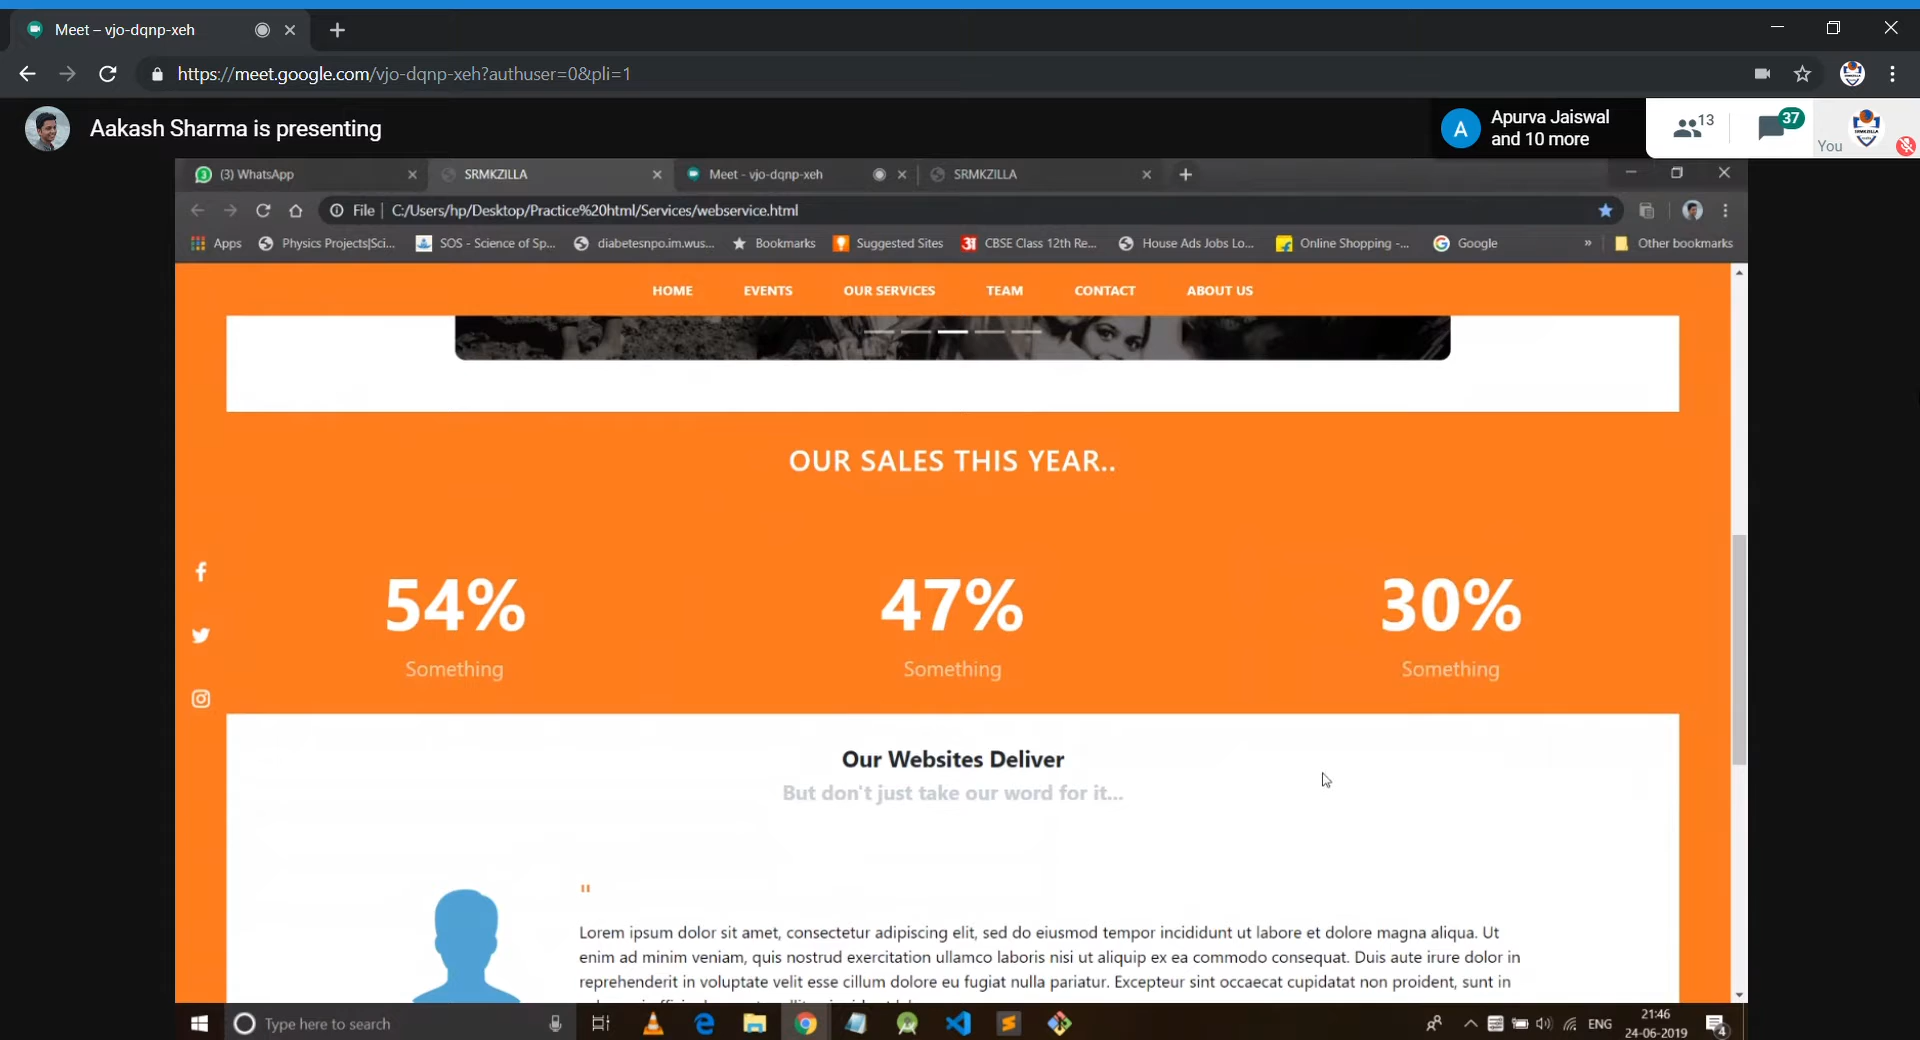 Meet – vjo-dqnp-xeh
https://meet.google.com/vjo-dqnp-xeh?authuser=0&pli=1
Aakash Sharma is presenting
A
Apurva Jaiswal
and 10 more
13
37
You
(3) WhatsApp
SRMKZILLA
Meet - vjo-dqnp-xeh
SRMKZILLA
File
C:/Users/hp/Desktop/Practice%20html/Services/webservice.html
Apps
Physics Projects|Sci...
SOS - Science of Sp...
diabetesnpo.im.wus...
Bookmarks
Suggested Sites
31
CBSE Class 12th Re...
House Ads Jobs Lo...
Online Shopping -...
Google
»
Other bookmarks
HOME
EVENTS
OUR SERVICES
TEAM
CONTACT
ABOUT US
OUR SALES THIS YEAR..
54%
47%
30%
Something
Something
Something
Our Websites Deliver
But don't just take our word for it...
"
Lorem ipsum dolor sit amet, consectetur adipiscing elit, sed do eiusmod tempor incididunt ut labore et dolore magna aliqua. Ut
enim ad minim veniam, quis nostrud exercitation ullamco laboris nisi ut aliquip ex ea commodo consequat. Duis aute irure dolor in
reprehenderit in voluptate velit esse cillum dolore eu fugiat nulla pariatur. Excepteur sint occaecat cupidatat non proident, sunt in
Type here to search
ENG
21:46
24-06-2019
4